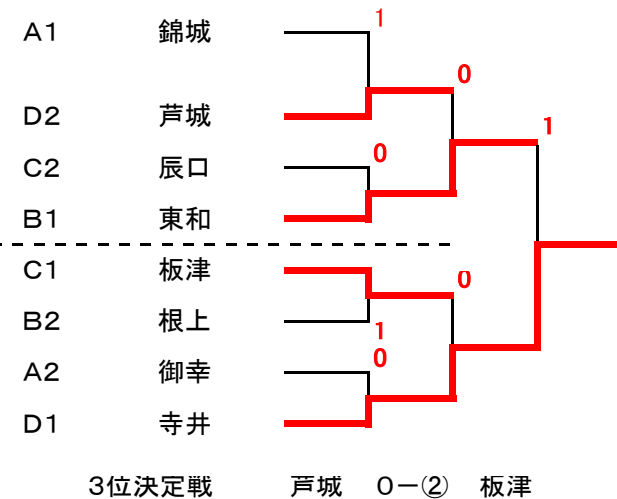 A1 錦城 1
0
D2 芦城 1
C2 辰口 0
B1 東和
C1 板津 0
B2 根上 1
A2 御幸 0
D1 寺井
3位決定戦 芦城 0ー② 板津